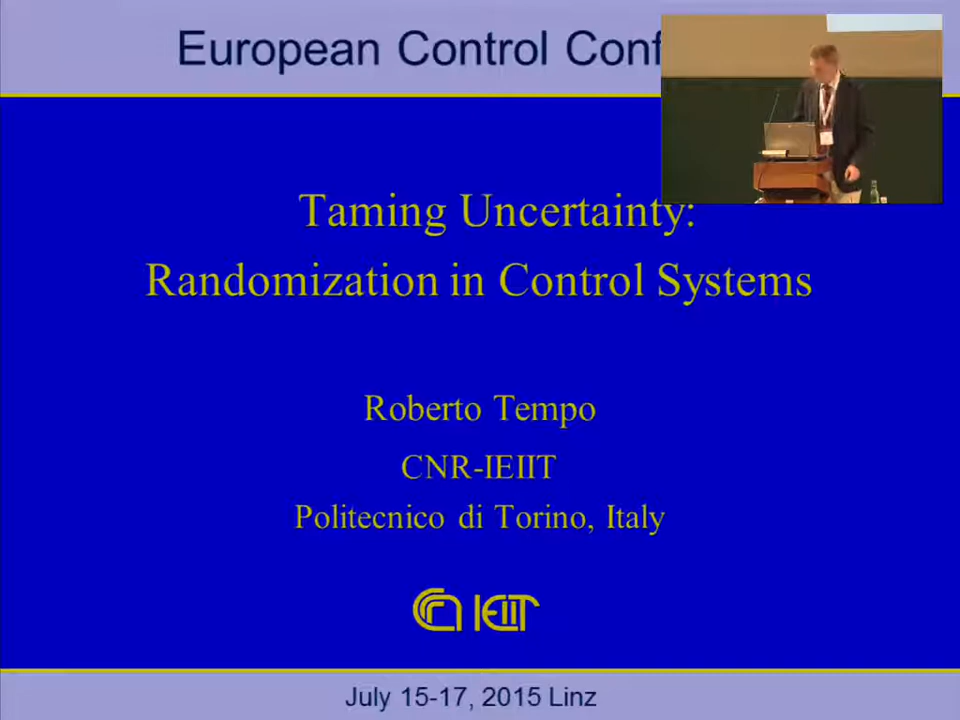 European Control Conf
Taming Uncertainty:
Randomization in Control Systems
Roberto Tempo
CNR-IEIIT
Politecnico di Torino, Italy
CNR IEIIT
July 15-17, 2015 Linz